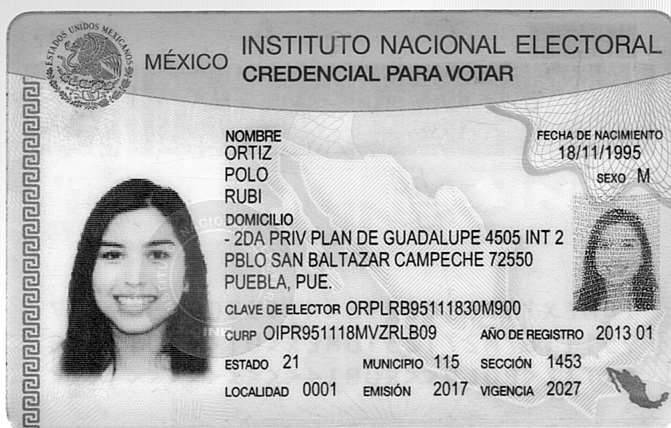 ESTADOS UNIDOS MEXICANOS
MÉXICO
INSTITUTO NACIONAL ELECTORAL
CREDENCIAL PARA VOTAR
NOMBRE
ORTIZ
POLO
RUBI
FECHA DE NACIMIENTO
18/11/1995
SEXO M
DOMICILIO
- 2DA PRIV PLAN DE GUADALUPE 4505 INT 2
PBLO SAN BALTAZAR CAMPECHE 72550
PUEBLA, PUE.
CLAVE DE ELECTOR ORPLRB95111830M900
CURP OIPR951118MVZRLB09 AÑO DE REGISTRO 2013 01
ESTADO 21 MUNICIPIO 115 SECCIÓN 1453
LOCALIDAD 0001 EMISIÓN 2017 VIGENCIA 2027